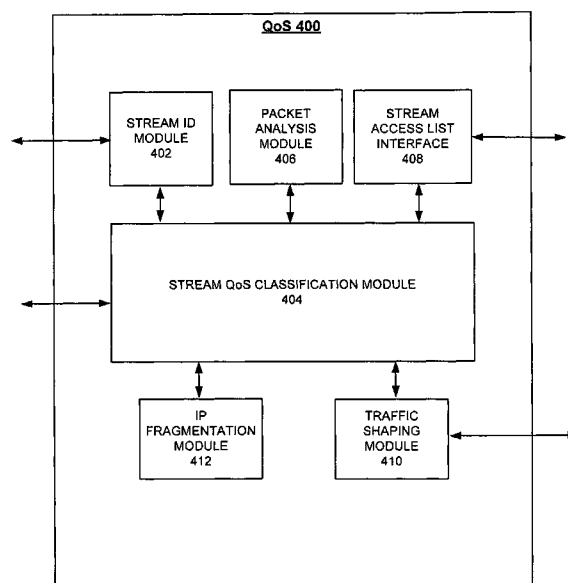 QoS 400
STREAM ID
MODULE
402
PACKET
ANALYSIS
MODULE
406
STREAM
ACCESS LIST
INTERFACE
408
STREAM QoS CLASSIFICATION MODULE
404
IP
FRAGMENTATION
MODULE
412
TRAFFIC
SHAPING
MODULE
410